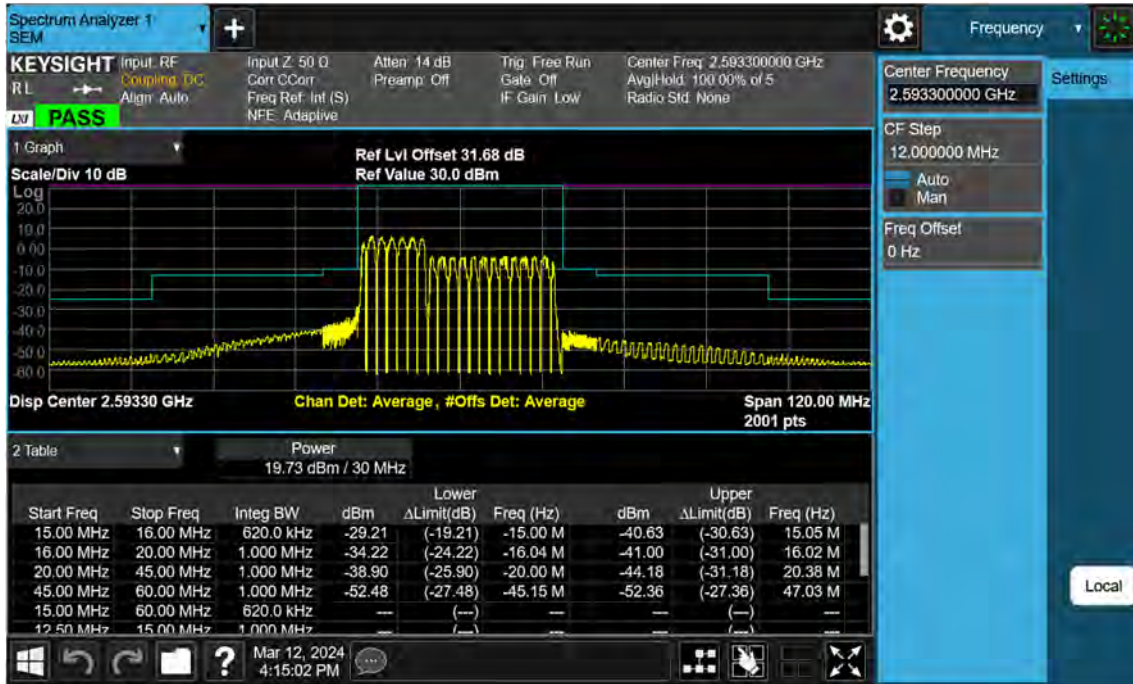 Spectrum Analyzer 1
SEM
+
Frequency
KEYSIGHT
RL
LXI PASS
Input: RF
Coupling: DC
Align: Auto
Input Z: 50 Ω
Corr CCorr
Freq Ref: Int (S)
NFE: Adaptive
Atten: 14 dB
Preamp: Off
Trig: Free Run
Gate: Off
IF Gain: Low
Center Freq: 2.593300000 GHz
Avg|Hold: 100.00% of 5
Radio Std: None
Center Frequency
2.593300000 GHz
Settings
CF Step
12.000000 MHz
Auto
Man
Freq Offset
0 Hz
Local
1 Graph
Scale/Div 10 dB
Ref Lvl Offset 31.68 dB
Ref Value 30.0 dBm
Log
20.0
10.0
0.00
-10.0
-20.0
-30.0
-40.0
-50.0
-60.0
Disp Center 2.59330 GHz
Chan Det: Average, #Offs Det: Average
Span 120.00 MHz
2001 pts
2 Table
Power
19.73 dBm / 30 MHz
Lower Upper
Start Freq Stop Freq Integ BW dBm ΔLimit(dB) Freq (Hz) dBm ΔLimit(dB) Freq (Hz)
15.00 MHz 16.00 MHz 620.0 kHz -29.21 (-19.21) -15.00 M -40.63 (-30.63) 15.05 M
16.00 MHz 20.00 MHz 1.000 MHz -34.22 (-24.22) -16.04 M -41.00 (-31.00) 16.02 M
20.00 MHz 45.00 MHz 1.000 MHz -38.90 (-25.90) -20.00 M -44.18 (-31.18) 20.38 M
45.00 MHz 60.00 MHz 1.000 MHz -52.48 (-27.48) -45.15 M -52.36 (-27.36) 47.03 M
15.00 MHz 60.00 MHz 620.0 kHz --- (---) --- --- (---) ---
12.50 MHz 15.00 MHz 1.000 MHz --- (---) --- --- (---) ---
?
Mar 12, 2024
4:15:02 PM